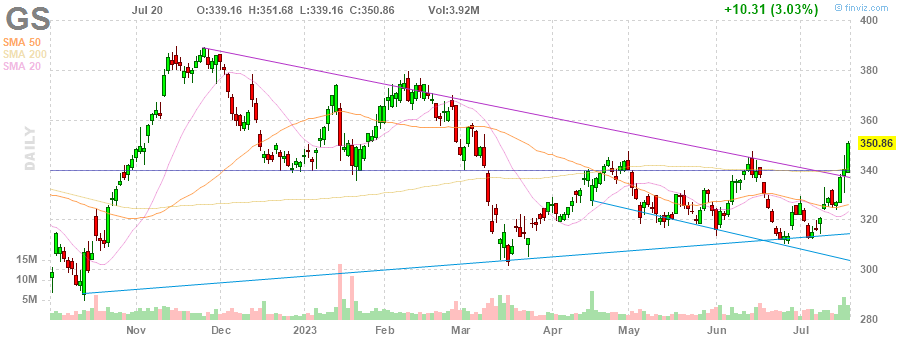 GS
Jul 20 O:339.16 H:351.68 L:339.16 C:350.86 Vol:3.92M +10.31 (3.03%) © finviz.com
SMA 50
SMA 200
SMA 20
DAILY
400
380
360
350.86
340
320
300
280
15M
10M
5M
Nov Dec 2023 Feb Mar Apr May Jun Jul